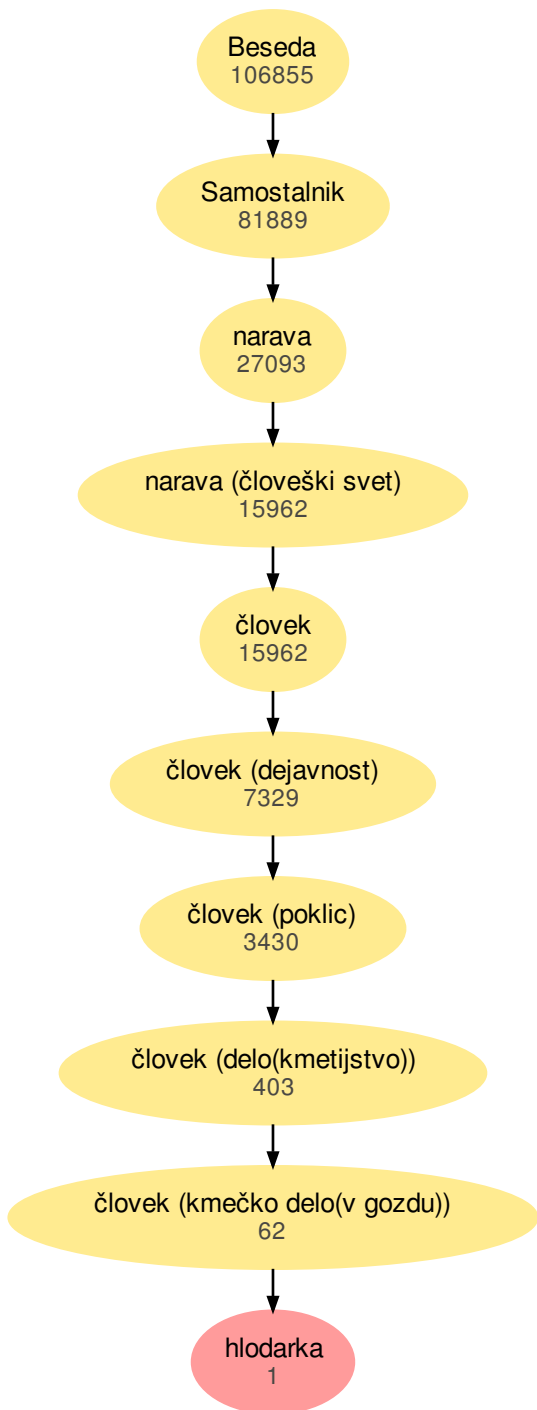 Beseda
106855
Samostalnik
81889
narava
27093
narava (človeški svet)
15962
človek
15962
človek (dejavnost)
7329
človek (poklic)
3430
človek (delo(kmetijstvo))
403
človek (kmečko delo(v gozdu))
62
hlodarka
1